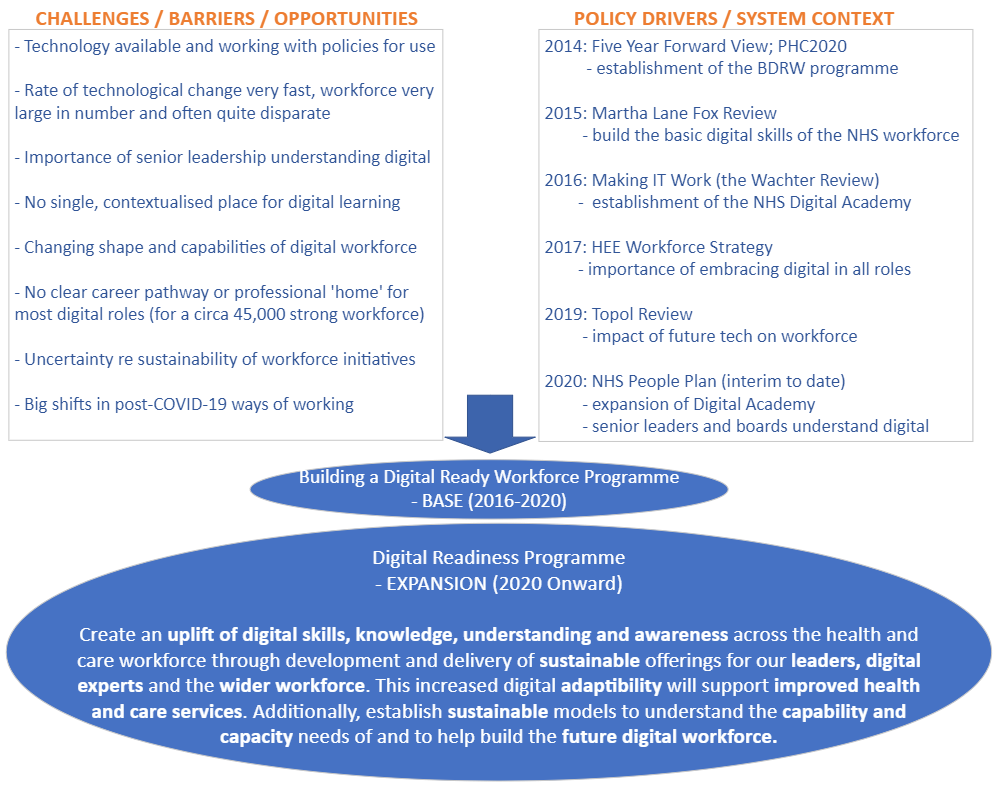 CHALLENGES / BARRIERS / OPPORTUNITIES
- Technology available and working with policies for use
- Rate of technological change very fast, workforce very
large in number and often quite disparate
- Importance of senior leadership understanding digital
- No single, contextualised place for digital learning
- Changing shape and capabilities of digital workforce
- No clear career pathway or professional 'home' for
most digital roles (for a circa 45,000 strong workforce)
- Uncertainty re sustainability of workforce initiatives
- Big shifts in post-COVID-19 ways of working
POLICY DRIVERS / SYSTEM CONTEXT
2014: Five Year Forward View; PHC2020
- establishment of the BDRW programme
2015: Martha Lane Fox Review
- build the basic digital skills of the NHS workforce
2016: Making IT Work (the Wachter Review)
- establishment of the NHS Digital Academy
2017: HEE Workforce Strategy
- importance of embracing digital in all roles
2019: Topol Review
- impact of future tech on workforce
2020: NHS People Plan (interim to date)
- expansion of Digital Academy
- senior leaders and boards understand digital
Building a Digital Ready Workforce Programme
- BASE (2016-2020)
Digital Readiness Programme
- EXPANSION (2020 Onward)
Create an uplift of digital skills, knowledge, understanding and awareness across the health and
care workforce through development and delivery of sustainable offerings for our leaders, digital
experts and the wider workforce. This increased digital adaptibility will support improved health
and care services. Additionally, establish sustainable models to understand the capability and
capacity needs of and to help build the future digital workforce.